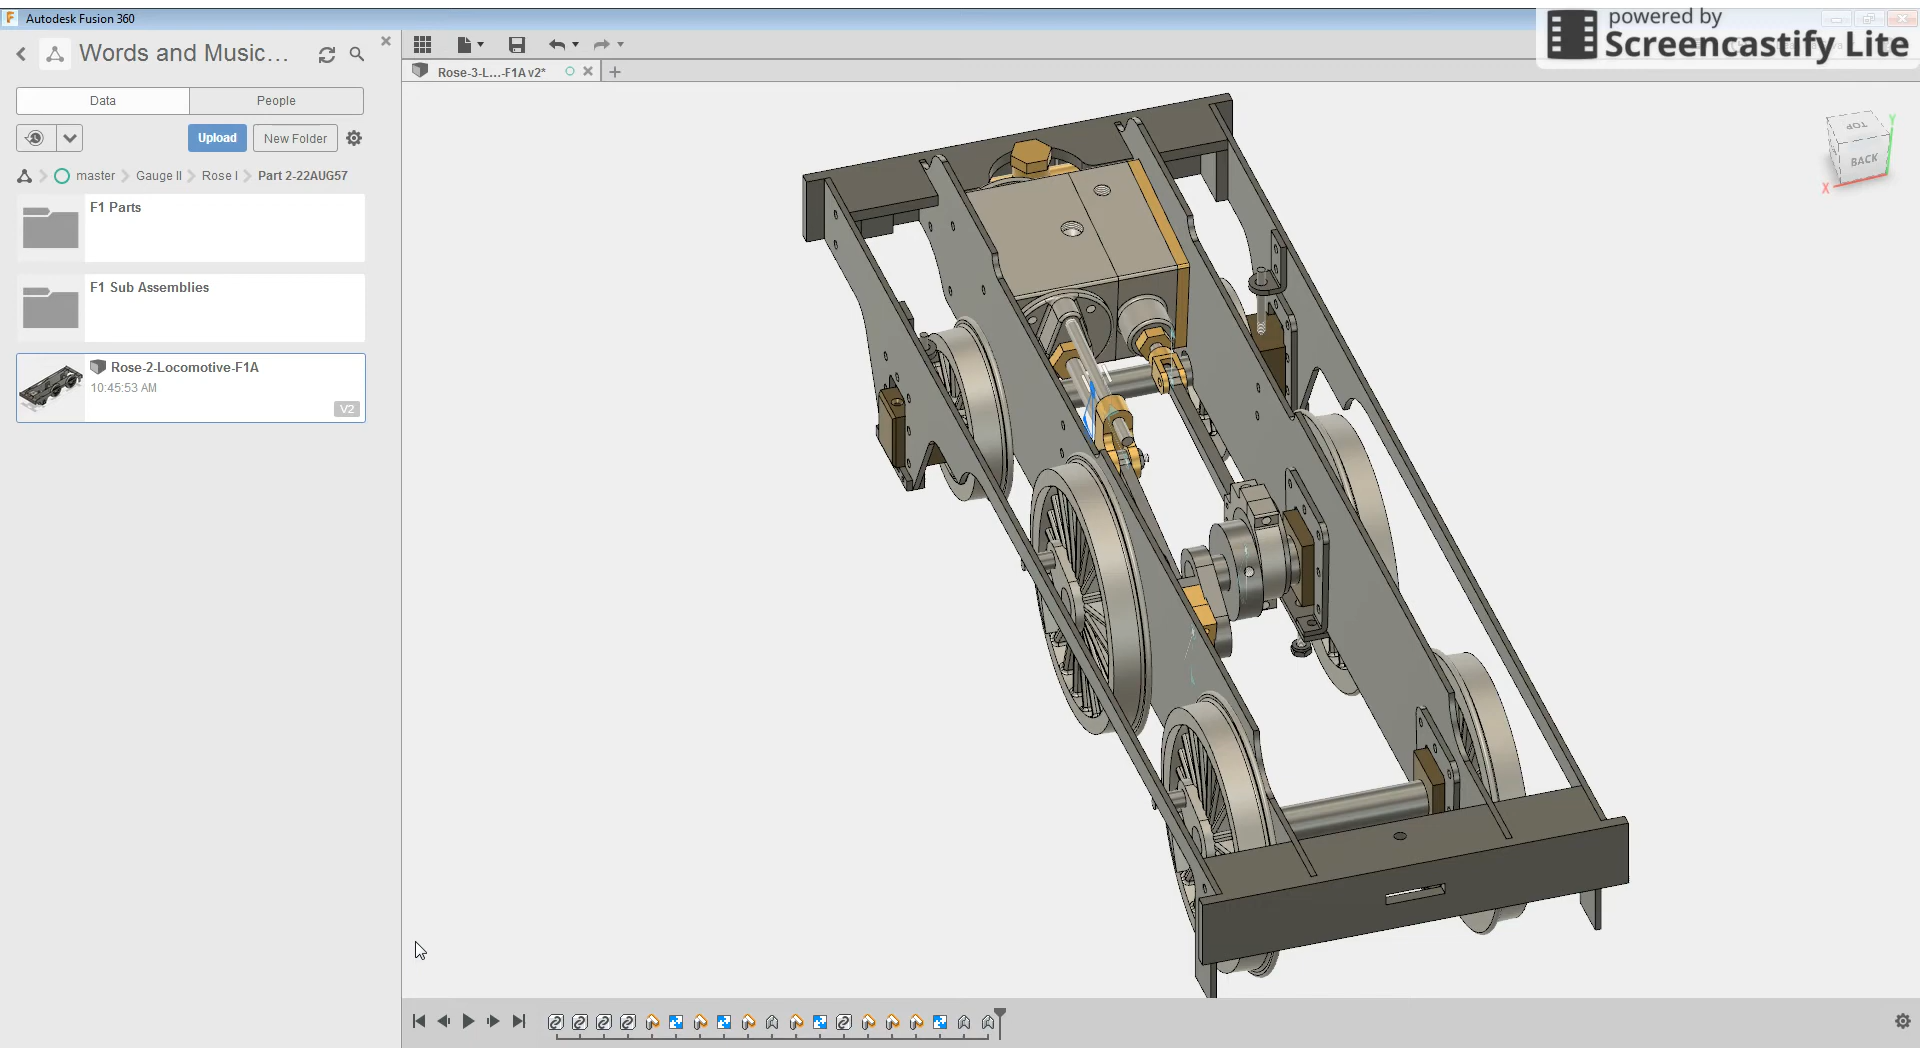 Autodesk Fusion 360
powered by
Screencastify Lite
Words and Music...
Rose-3-L...-F1A v2*
Data
People
Upload
New Folder
master
Gauge II
Rose I
Part 2-22AUG57
F1 Parts
F1 Sub Assemblies
Rose-2-Locomotive-F1A
10:45:53 AM
V2
TOP
BACK
Y
X